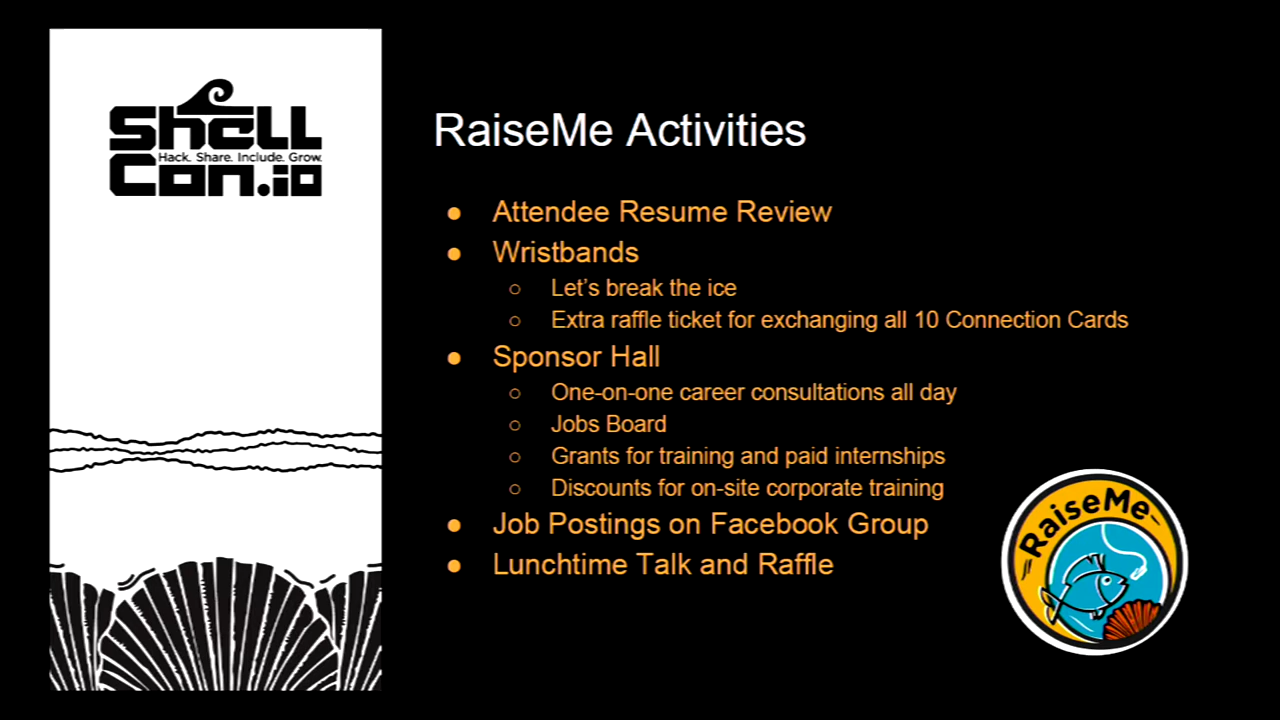 Shell
Hack. Share. Include. Grow.
Con.io
RaiseMe Activities
● Attendee Resume Review
● Wristbands
○ Let's break the ice
○ Extra raffle ticket for exchanging all 10 Connection Cards
● Sponsor Hall
○ One-on-one career consultations all day
○ Jobs Board
○ Grants for training and paid internships
○ Discounts for on-site corporate training
● Job Postings on Facebook Group
● Lunchtime Talk and Raffle
RaiseMe